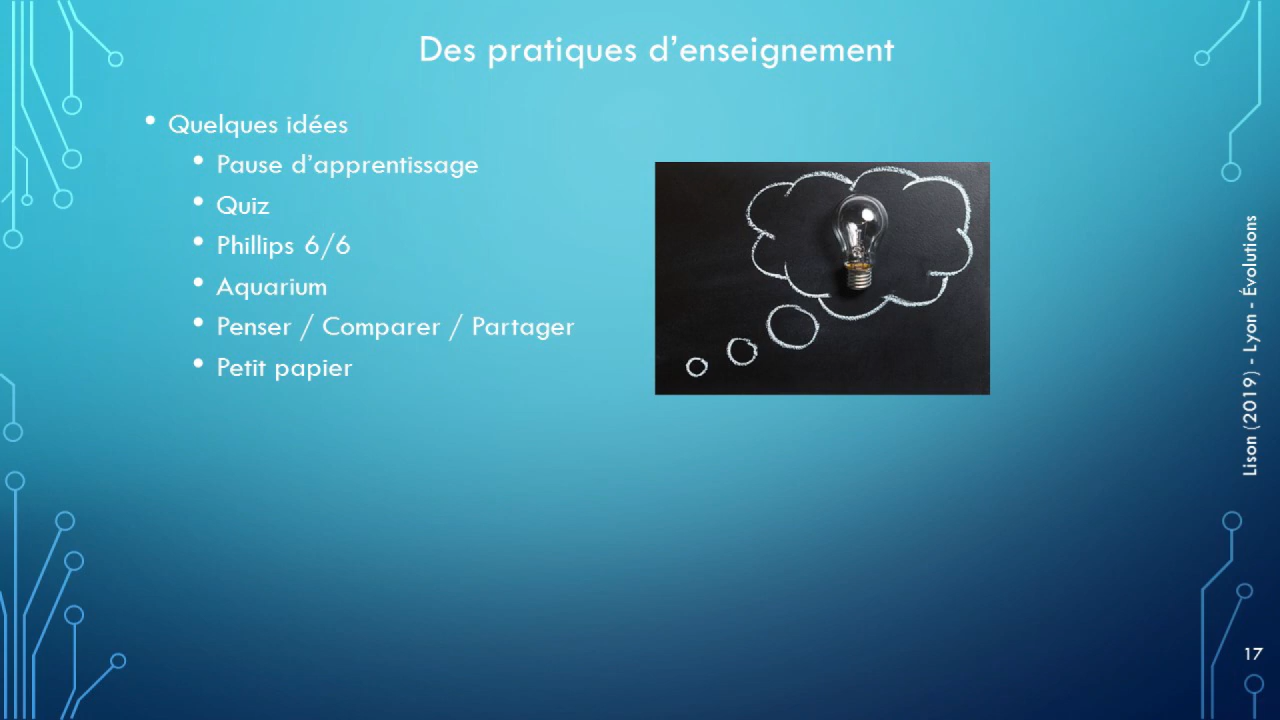 Des pratiques d’enseignement
• Quelques idées
• Pause d’apprentissage
• Quiz
• Phillips 6/6
• Aquarium
• Penser / Comparer / Partager
• Petit papier
Lison (2019) - Lyon - Évolutions
17